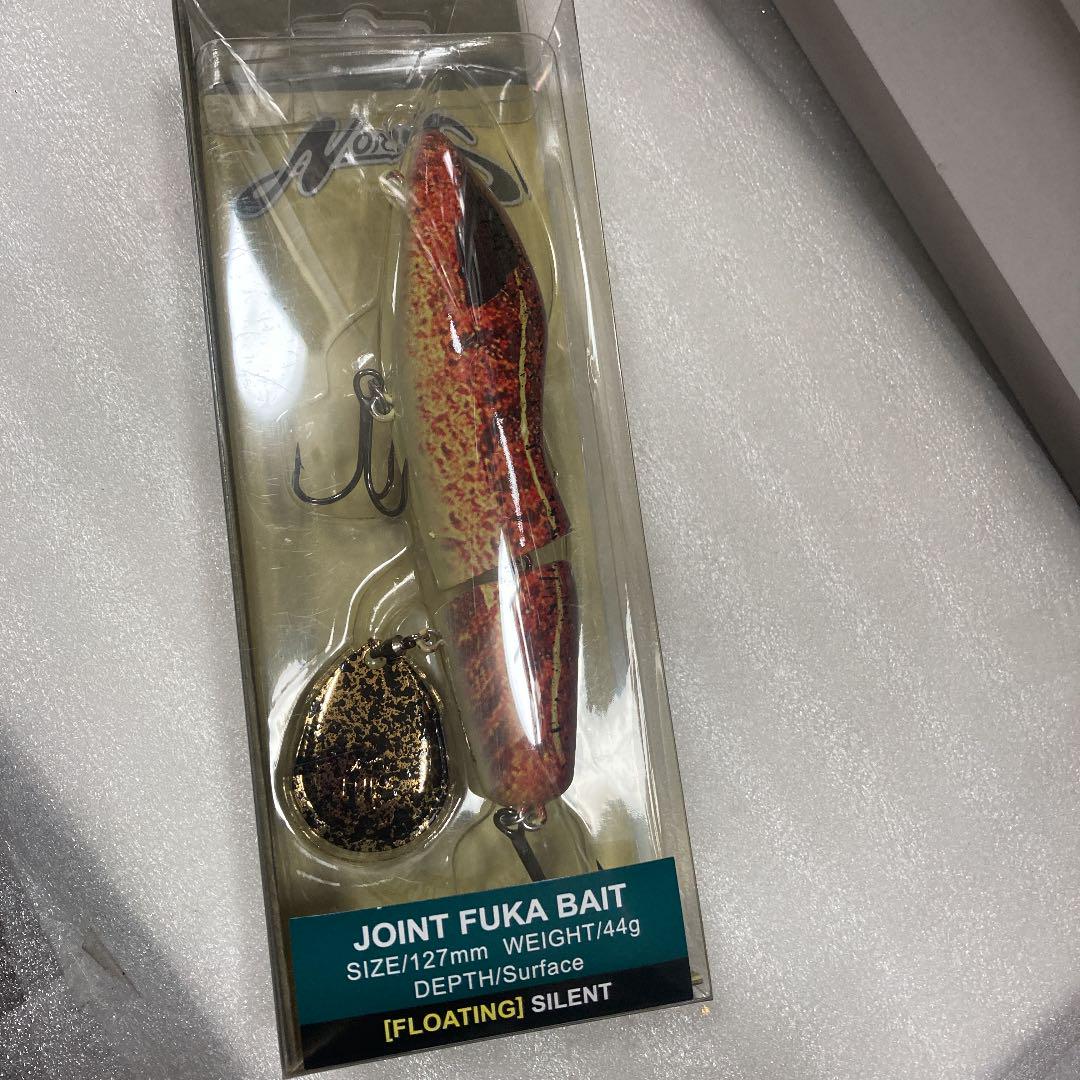 JOINT FUKA BAIT
SIZE/127mm WEIGHT/44g
DEPTH/Surface
[FLOATING] SILENT